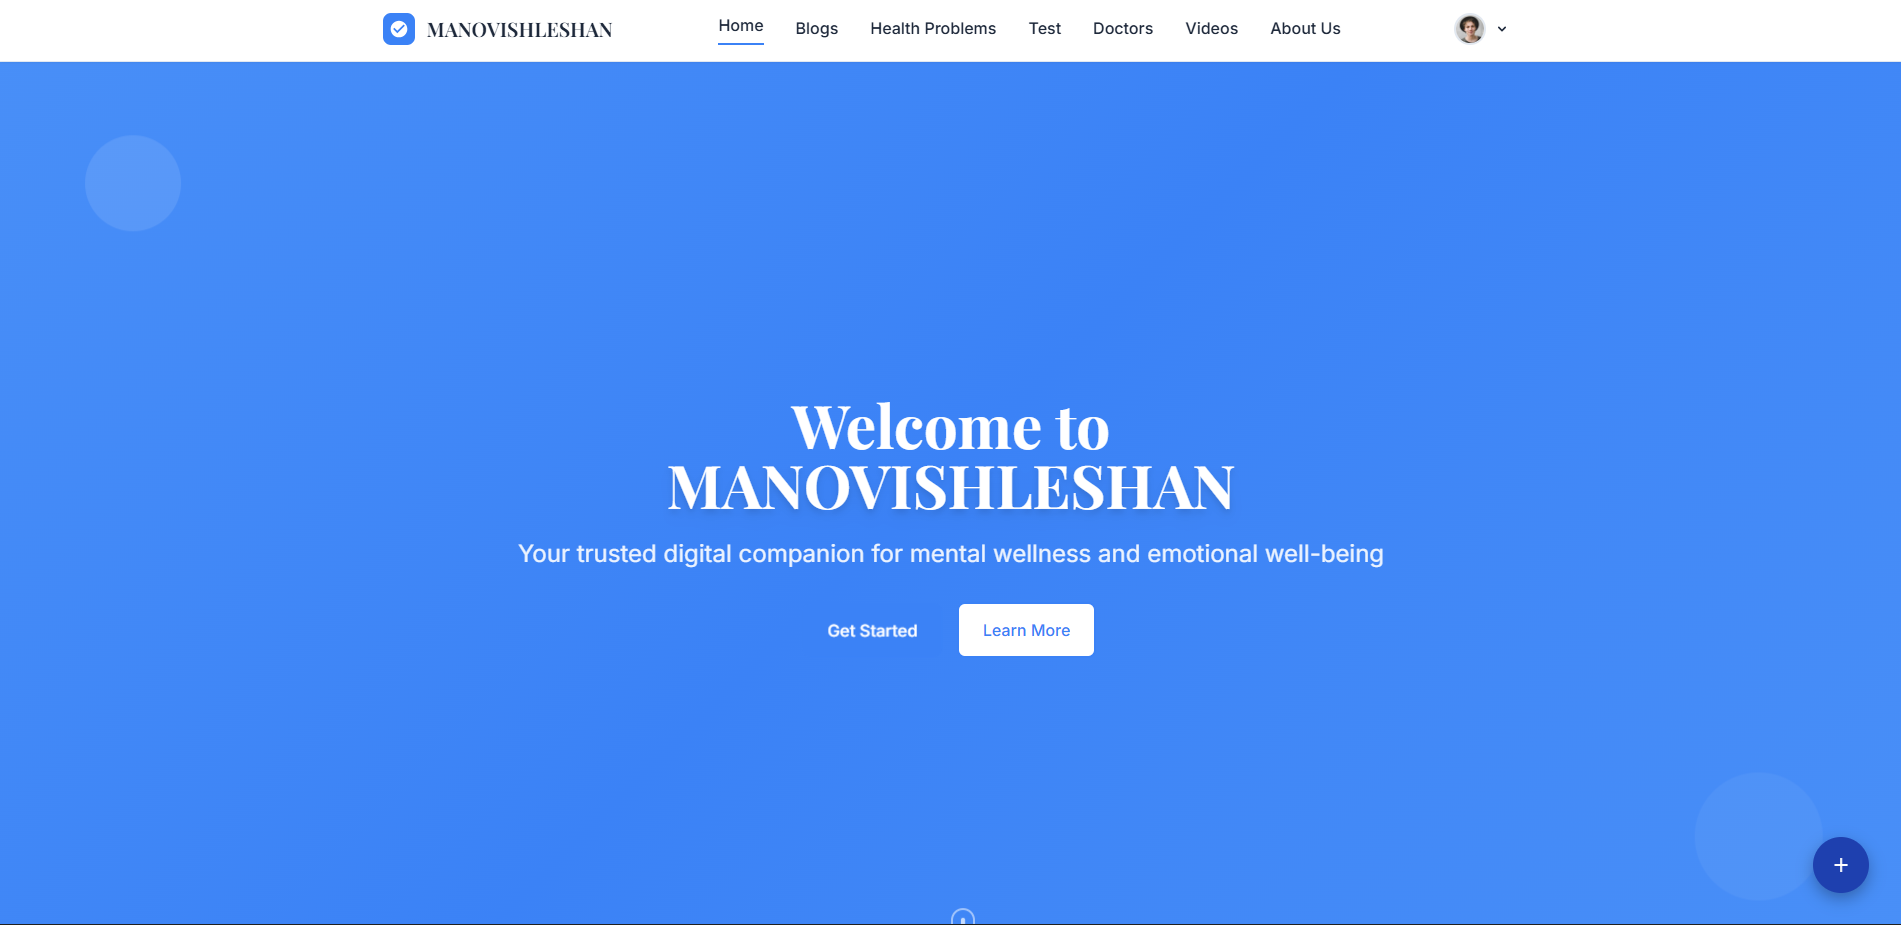 MANOVISHLESHAN
Home Blogs Health Problems Test Doctors Videos About Us
Welcome to
MANOVISHLESHAN
Your trusted digital companion for mental wellness and emotional well-being
Get Started
Learn More
+